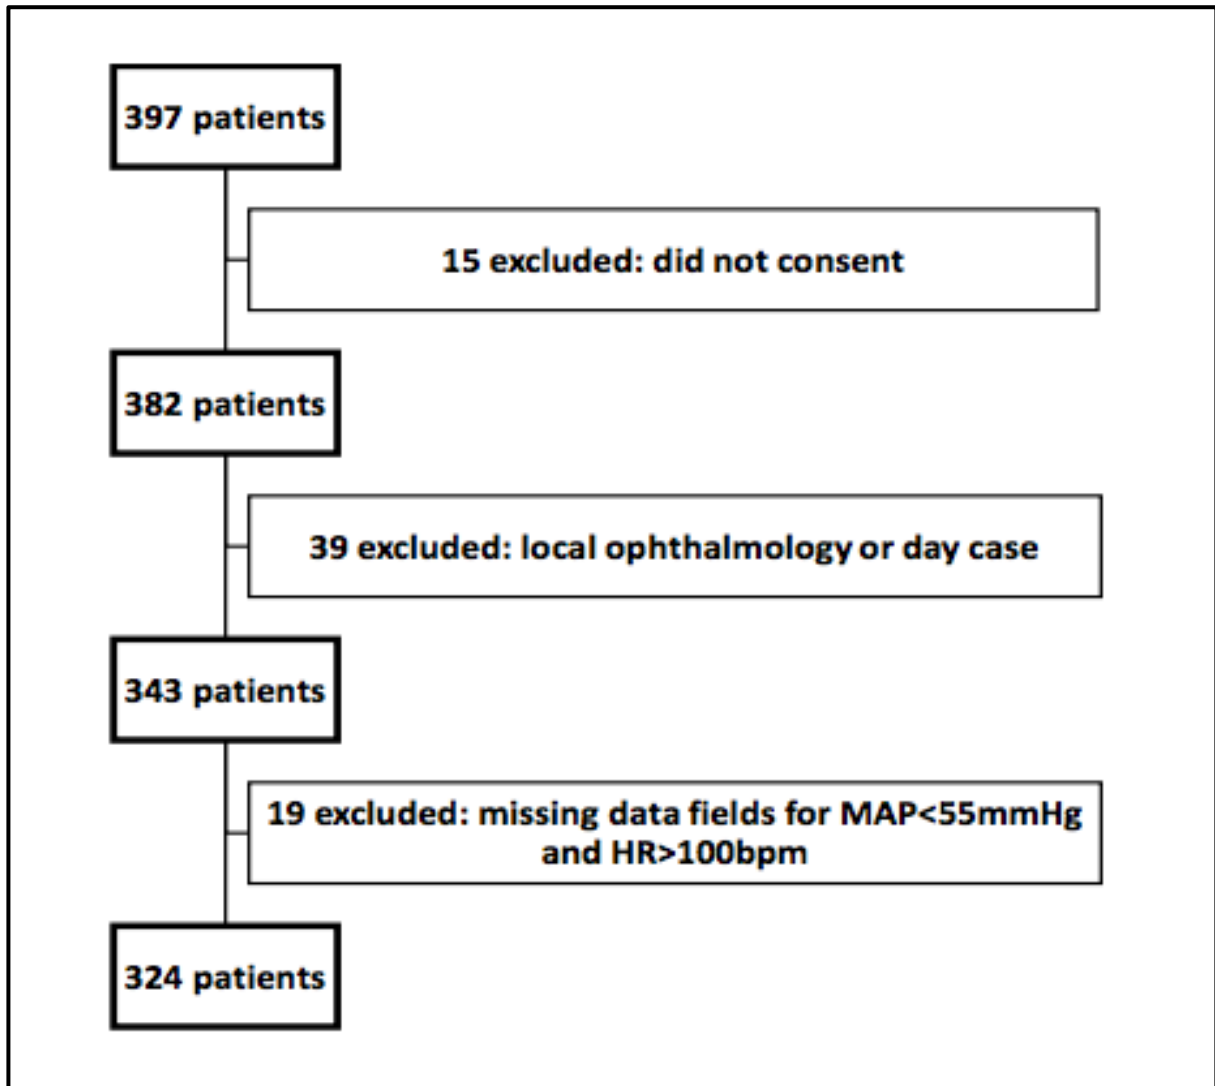 397 patients
15 excluded: did not consent
382 patients
39 excluded: local ophthalmology or day case
343 patients
19 excluded: missing data fields for MAP<55mmHg
and HR>100bpm
324 patients